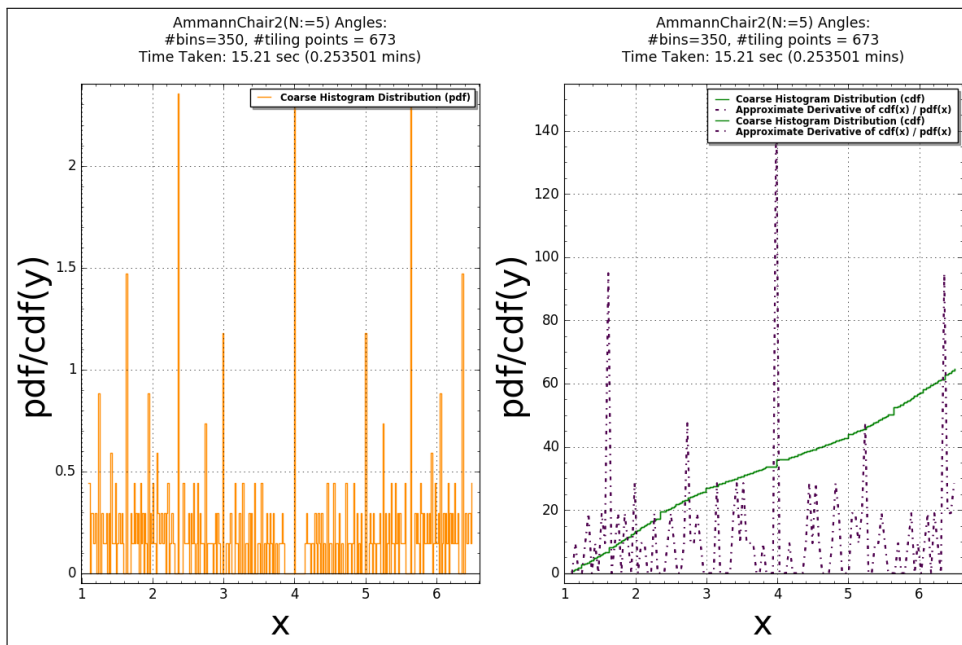 AmmannChair2(N:=5) Angles:
#bins=350, #tiling points = 673
Time Taken: 15.21 sec (0.253501 mins)
Coarse Histogram Distribution (pdf)
pdf/cdf(y)
2
1.5
1
0.5
0
1 2 3 4 5 6
x
AmmannChair2(N:=5) Angles:
#bins=350, #tiling points = 673
Time Taken: 15.21 sec (0.253501 mins)
Coarse Histogram Distribution (cdf)
Approximate Derivative of cdf(x) / pdf(x)
Coarse Histogram Distribution (cdf)
Approximate Derivative of cdf(x) / pdf(x)
pdf/cdf(y)
140
120
100
80
60
40
20
0
1 2 3 4 5 6
x